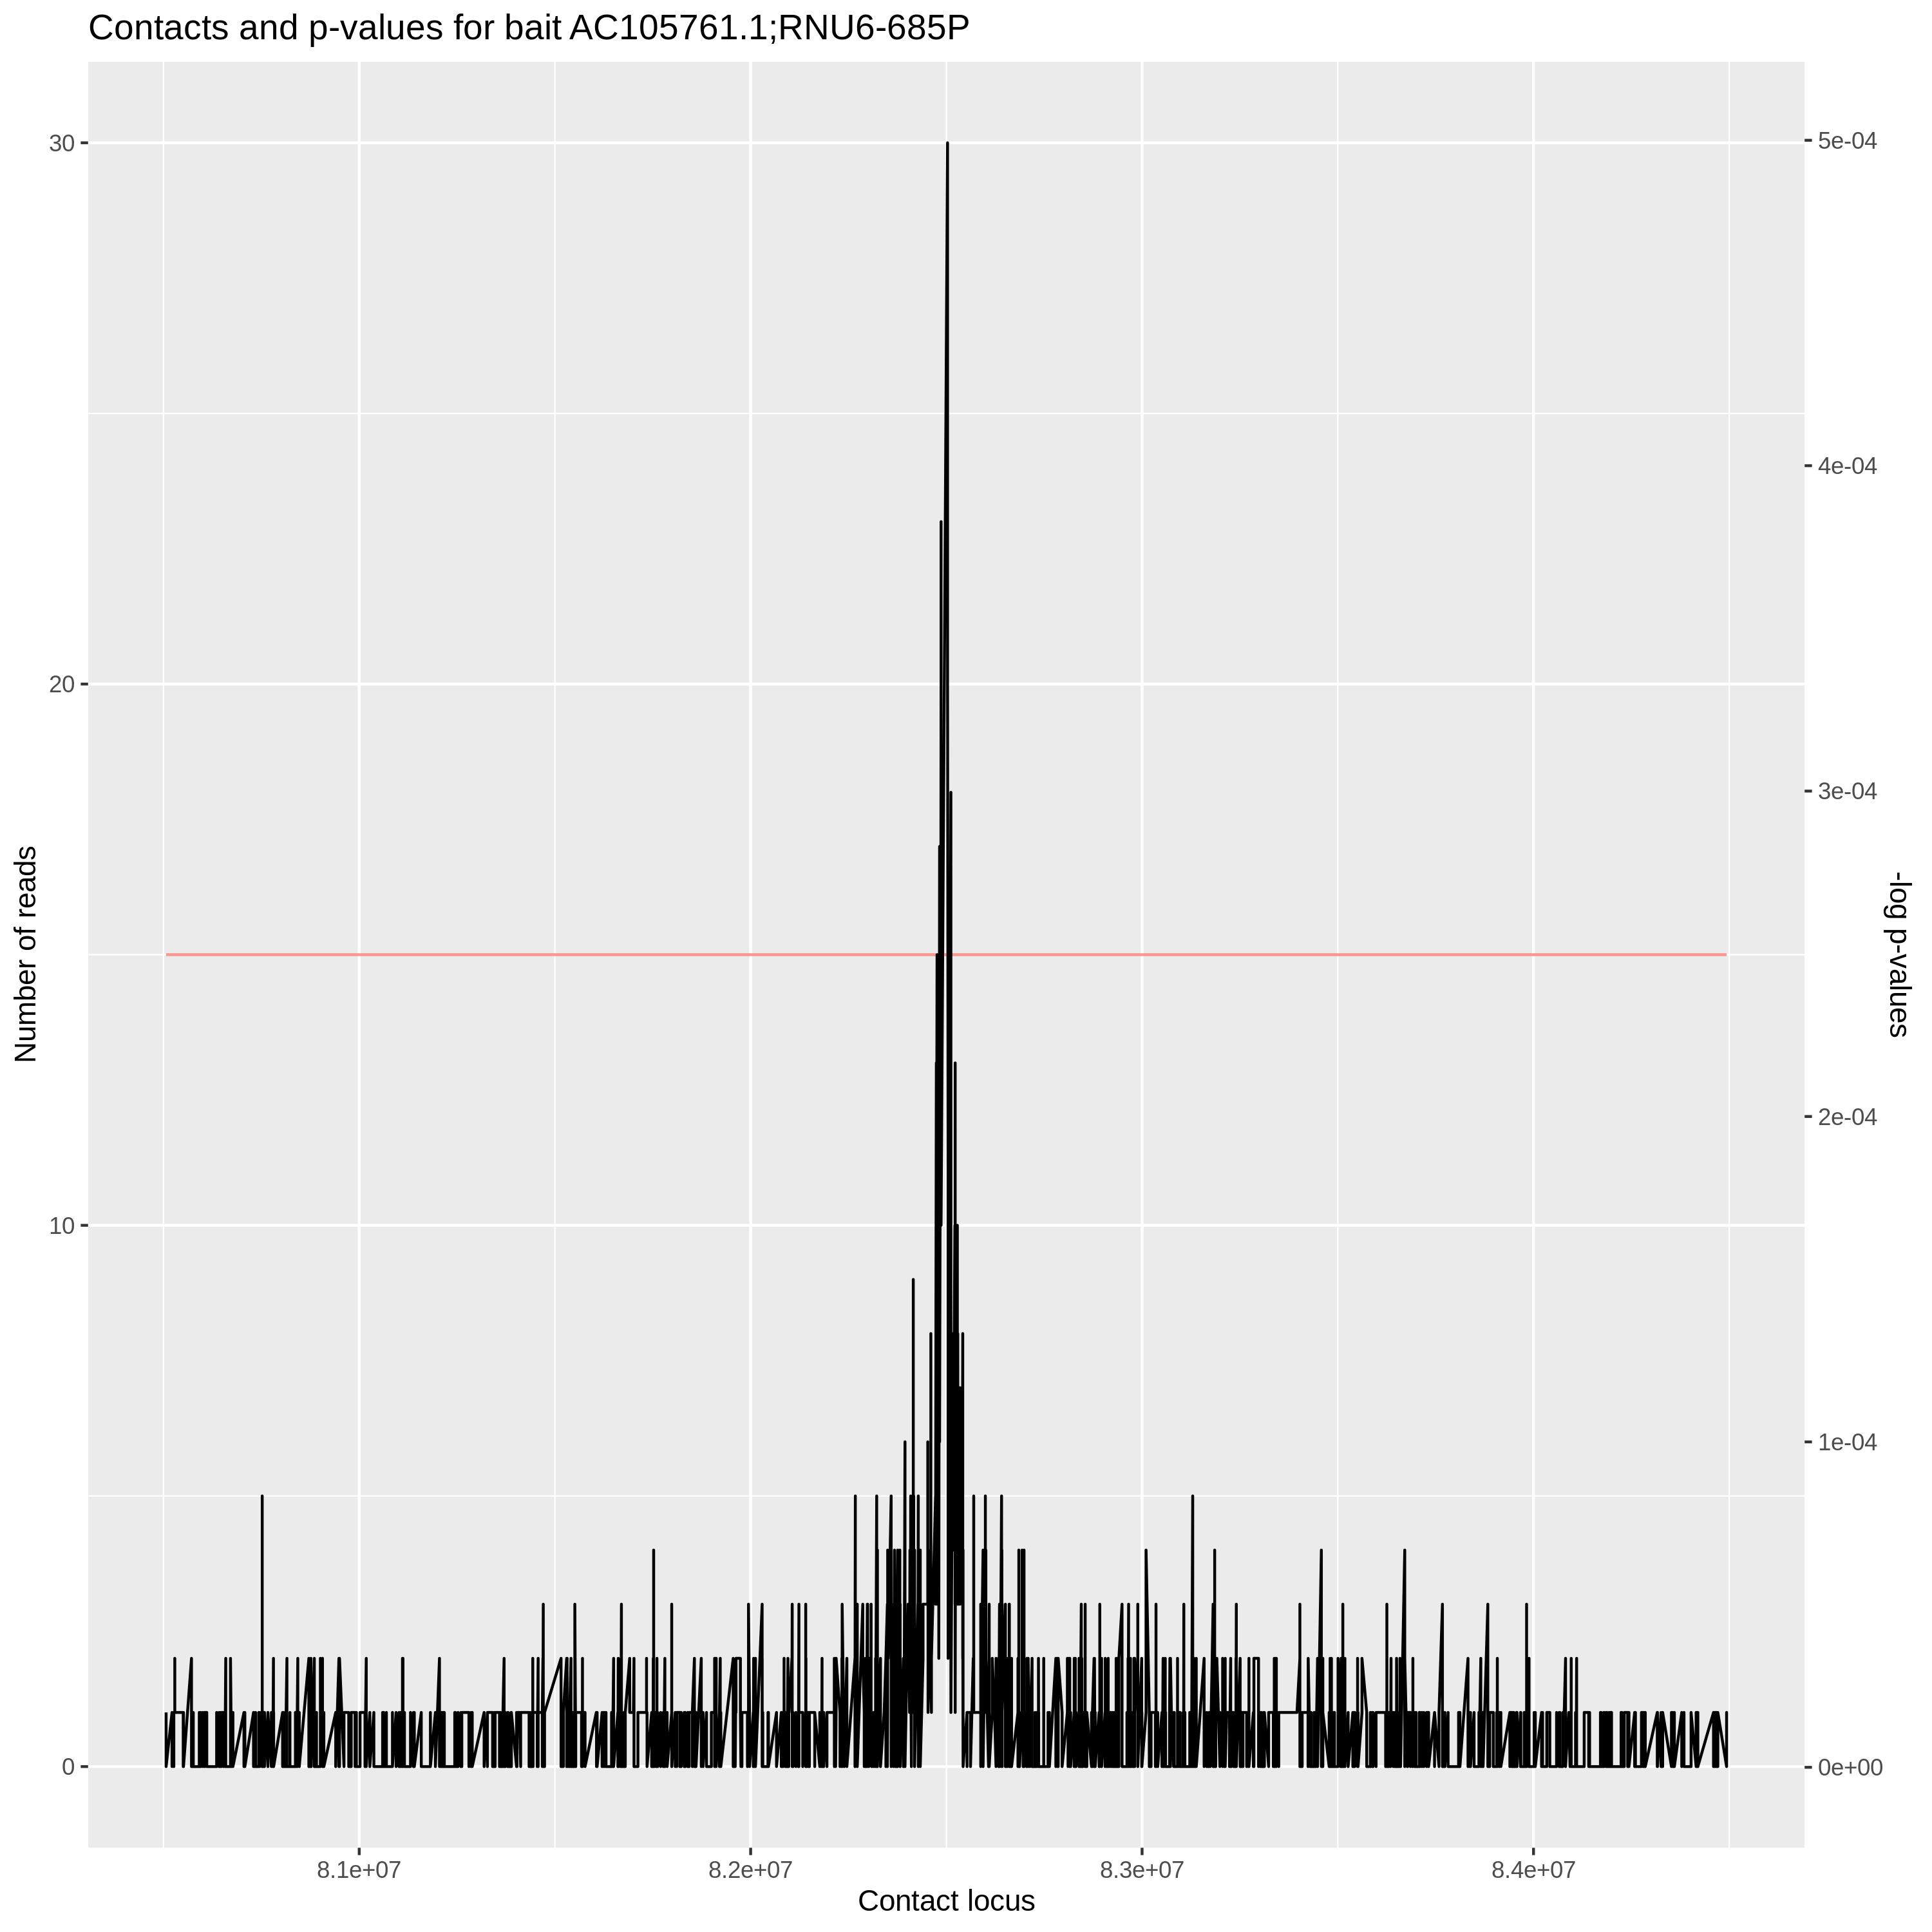 Contacts and p-values for bait AC105761.1;RNU6-685P
30
20
10
0
Number of reads
5e-04
4e-04
3e-04
2e-04
1e-04
0e+00
-log p-values
8.1e+07
8.2e+07
8.3e+07
8.4e+07
Contact locus